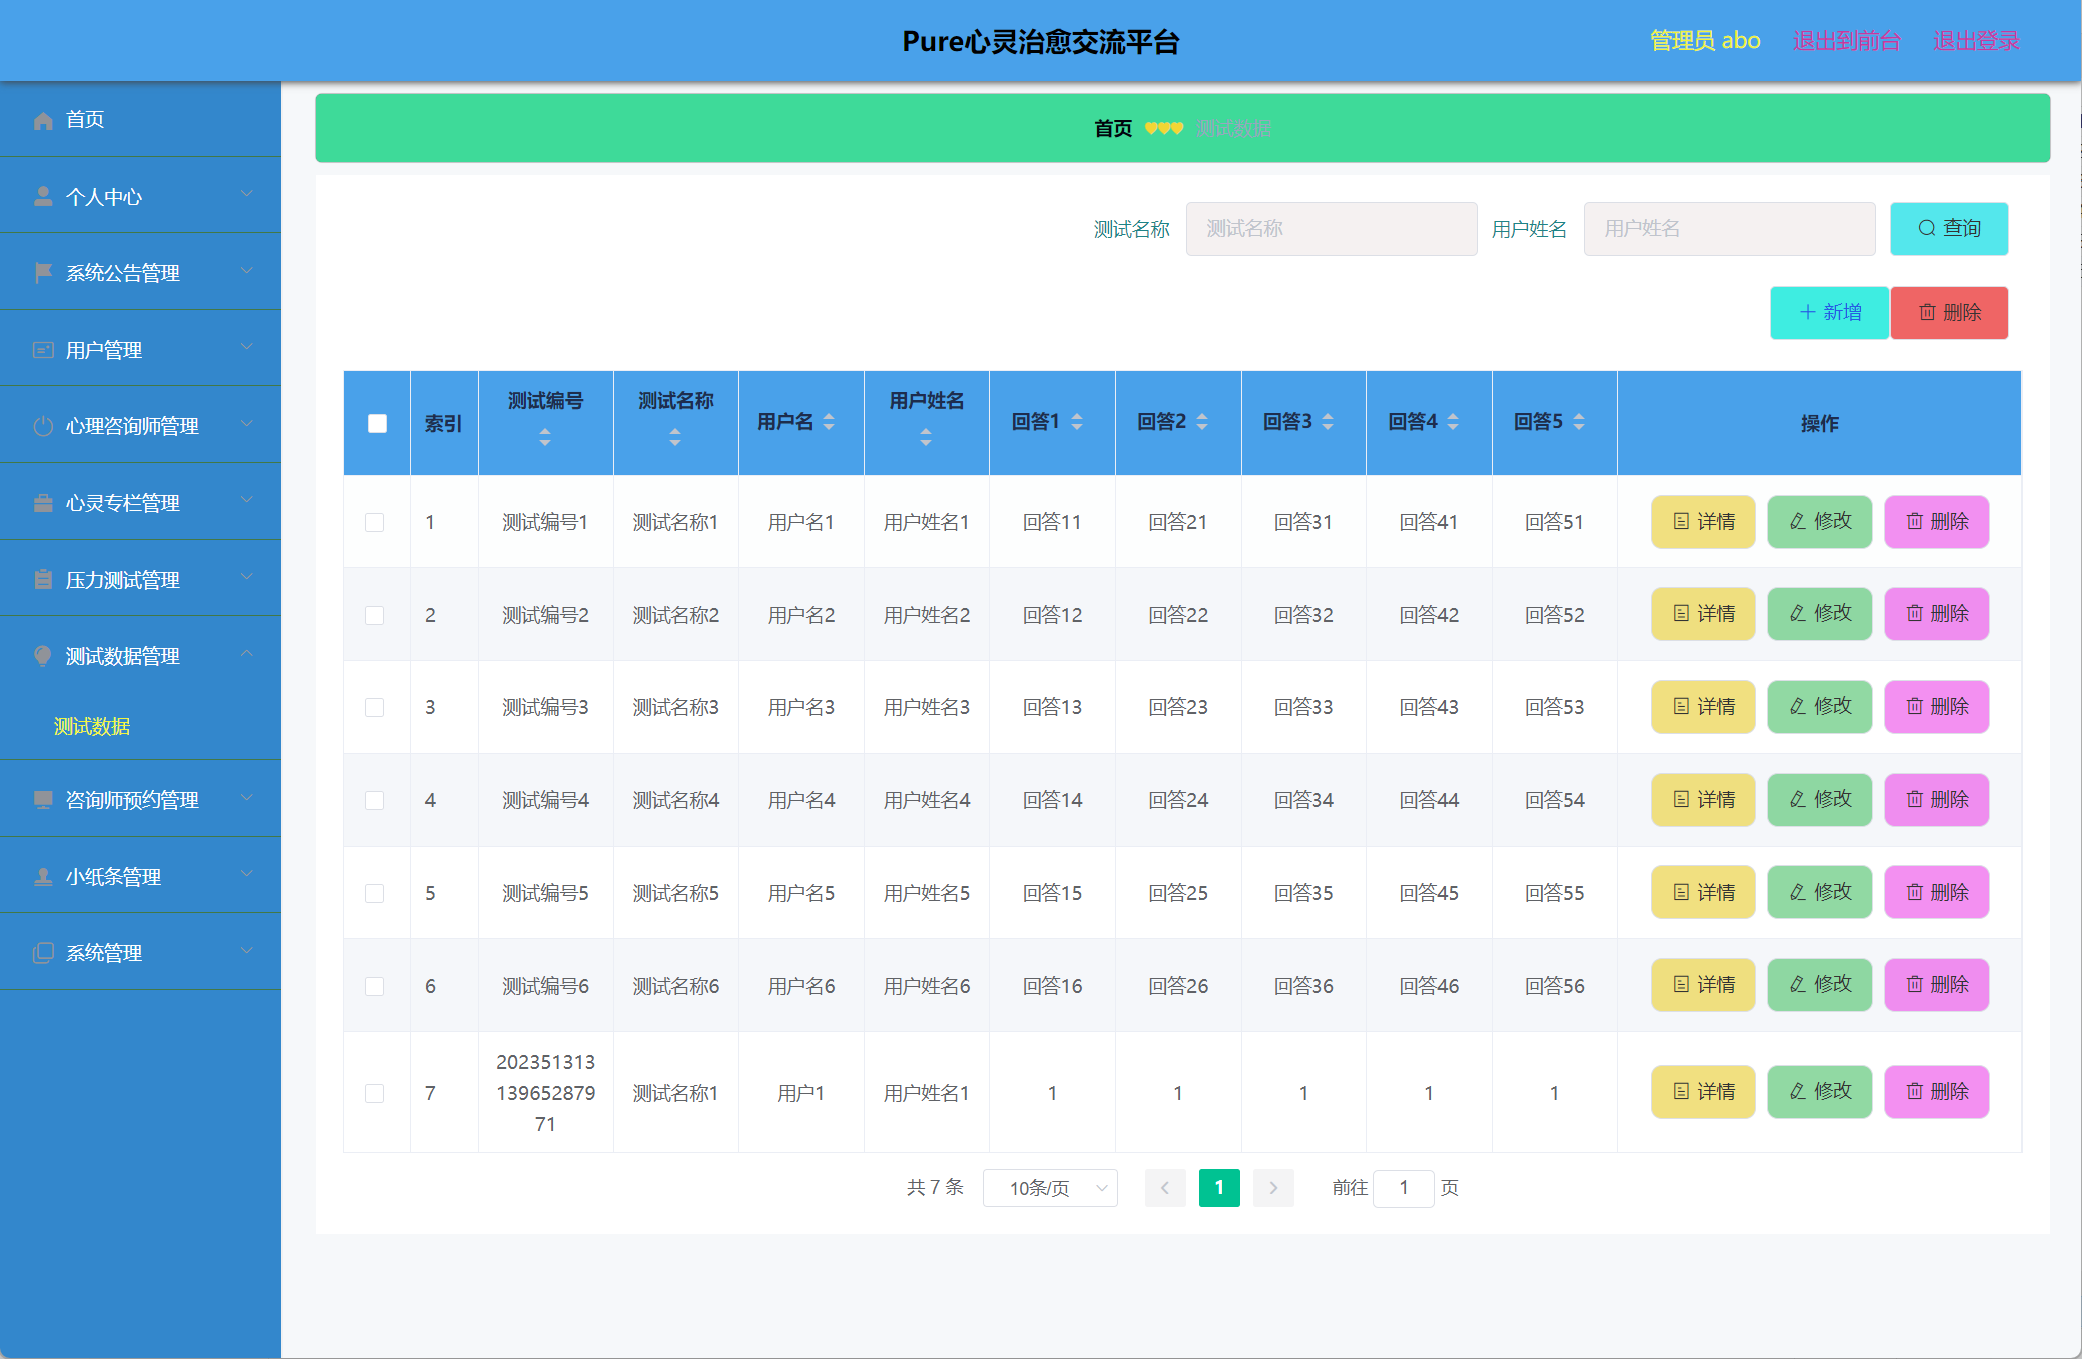 Pure心灵治愈交流平台
管理员 abo 退出到前台 退出登录
首页
个人中心
系统公告管理
用户管理
心理咨询师管理
心灵专栏管理
压力测试管理
测试数据管理
测试数据
咨询师预约管理
小纸条管理
系统管理
首页 测试数据
测试名称 测试名称 用户姓名 用户姓名 查询
新增 删除
索引 测试编号 测试名称 用户名 用户姓名 回答1 回答2 回答3 回答4 回答5 操作
1 测试编号1 测试名称1 用户名1 用户姓名1 回答11 回答21 回答31 回答41 回答51 详情 修改 删除
2 测试编号2 测试名称2 用户名2 用户姓名2 回答12 回答22 回答32 回答42 回答52 详情 修改 删除
3 测试编号3 测试名称3 用户名3 用户姓名3 回答13 回答23 回答33 回答43 回答53 详情 修改 删除
4 测试编号4 测试名称4 用户名4 用户姓名4 回答14 回答24 回答34 回答44 回答54 详情 修改 删除
5 测试编号5 测试名称5 用户名5 用户姓名5 回答15 回答25 回答35 回答45 回答55 详情 修改 删除
6 测试编号6 测试名称6 用户名6 用户姓名6 回答16 回答26 回答36 回答46 回答56 详情 修改 删除
202351313
7 139652879 测试名称1 用户1 用户姓名1 1 1 1 1 1 详情 修改 删除
71
共 7 条 10条/页 1 前往 1 页